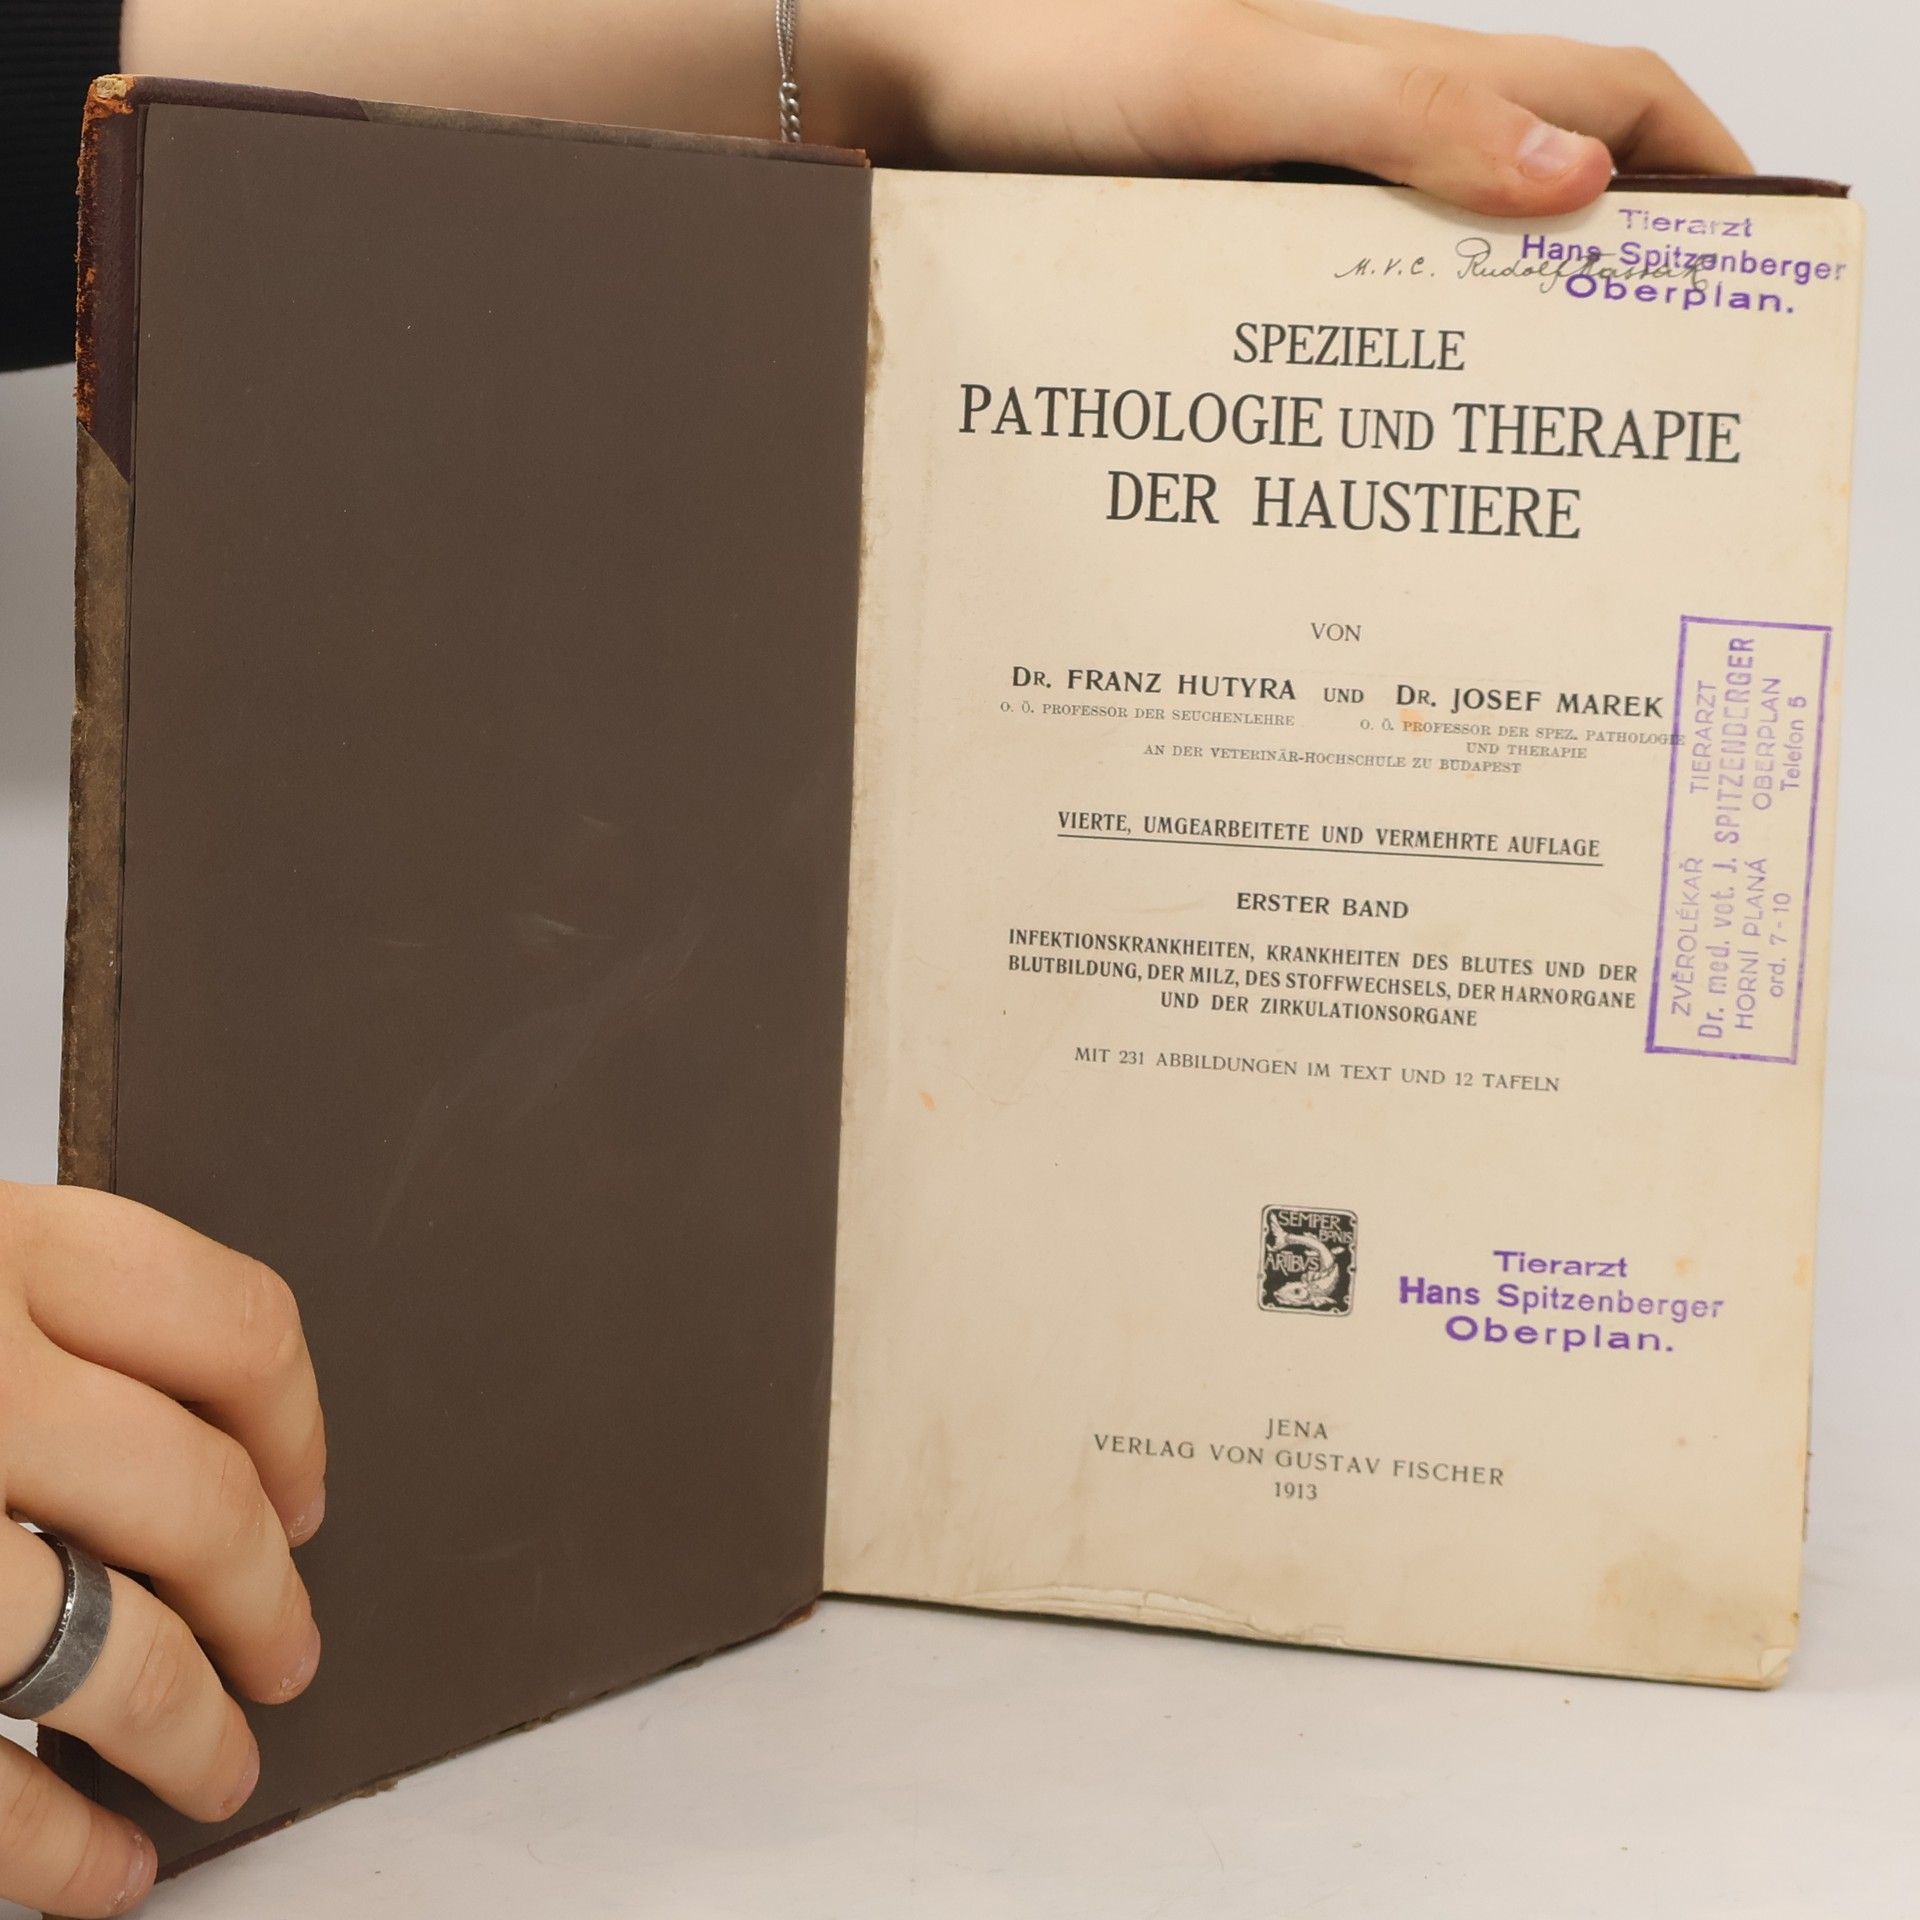 Tierarzt
Hans Spitzenberger
Oberplan.
M. V. C. Rudolf
SPEZIELLE
PATHOLOGIE UND THERAPIE
DER HAUSTIERE
VON
DR. FRANZ HUTYRA UND DR. JOSEF MAREK
O. Ö. PROFESSOR DER SEUCHENLEHRE
O. Ö. PROFESSOR DER SPEZ. PATHOLOGIE
UND THERAPIE
AN DER VETERINÄR-HOCHSCHULE ZU BUDAPEST
VIERTE, UMGEARBEITETE UND VERMEHRTE AUFLAGE
ERSTER BAND
INFEKTIONSKRANKHEITEN, KRANKHEITEN DES BLUTES UND DER
BLUTBILDUNG, DER MILZ, DES STOFFWECHSELS, DER HARNORGANE
UND DER ZIRKULATIONSORGANE
MIT 231 ABBILDUNGEN IM TEXT UND 12 TAFELN
ZVĚROLÉKAŘ TIERARZT
Dr. med. vet. J. SPITZENBERGER
HORNÍ PLANÁ OBERPLAN
ord. 7-10 Telefon 5
SEMPER
BONIS
ARTIBVS
Tierarzt
Hans Spitzenberger
Oberplan.
JENA
VERLAG VON GUSTAV FISCHER
1913